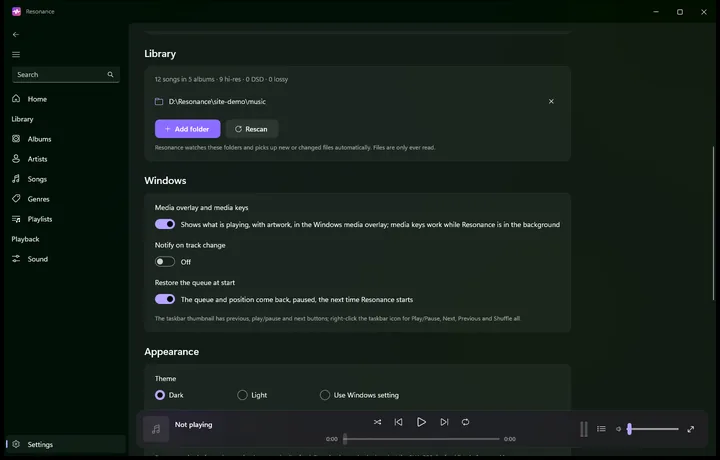 Resonance
Search
Home
Library
Albums
Artists
Songs
Genres
Playlists
Playback
Sound
Settings
Library
12 songs in 5 albums · 9 hi-res · 0 DSD · 0 lossy
D:\Resonance\site-demo\music
Add folder
Rescan
Resonance watches these folders and picks up new or changed files automatically. Files are only ever read.
Windows
Media overlay and media keys
Shows what is playing, with artwork, in the Windows media overlay; media keys work while Resonance is in the background
Notify on track change
Off
Restore the queue at start
The queue and position come back, paused, the next time Resonance starts
The taskbar thumbnail has previous, play/pause and next buttons; right-click the taskbar icon for Play/Pause, Next, Previous and Shuffle all.
Appearance
Theme
Dark
Light
Use Windows setting
Not playing
0:00
0:00